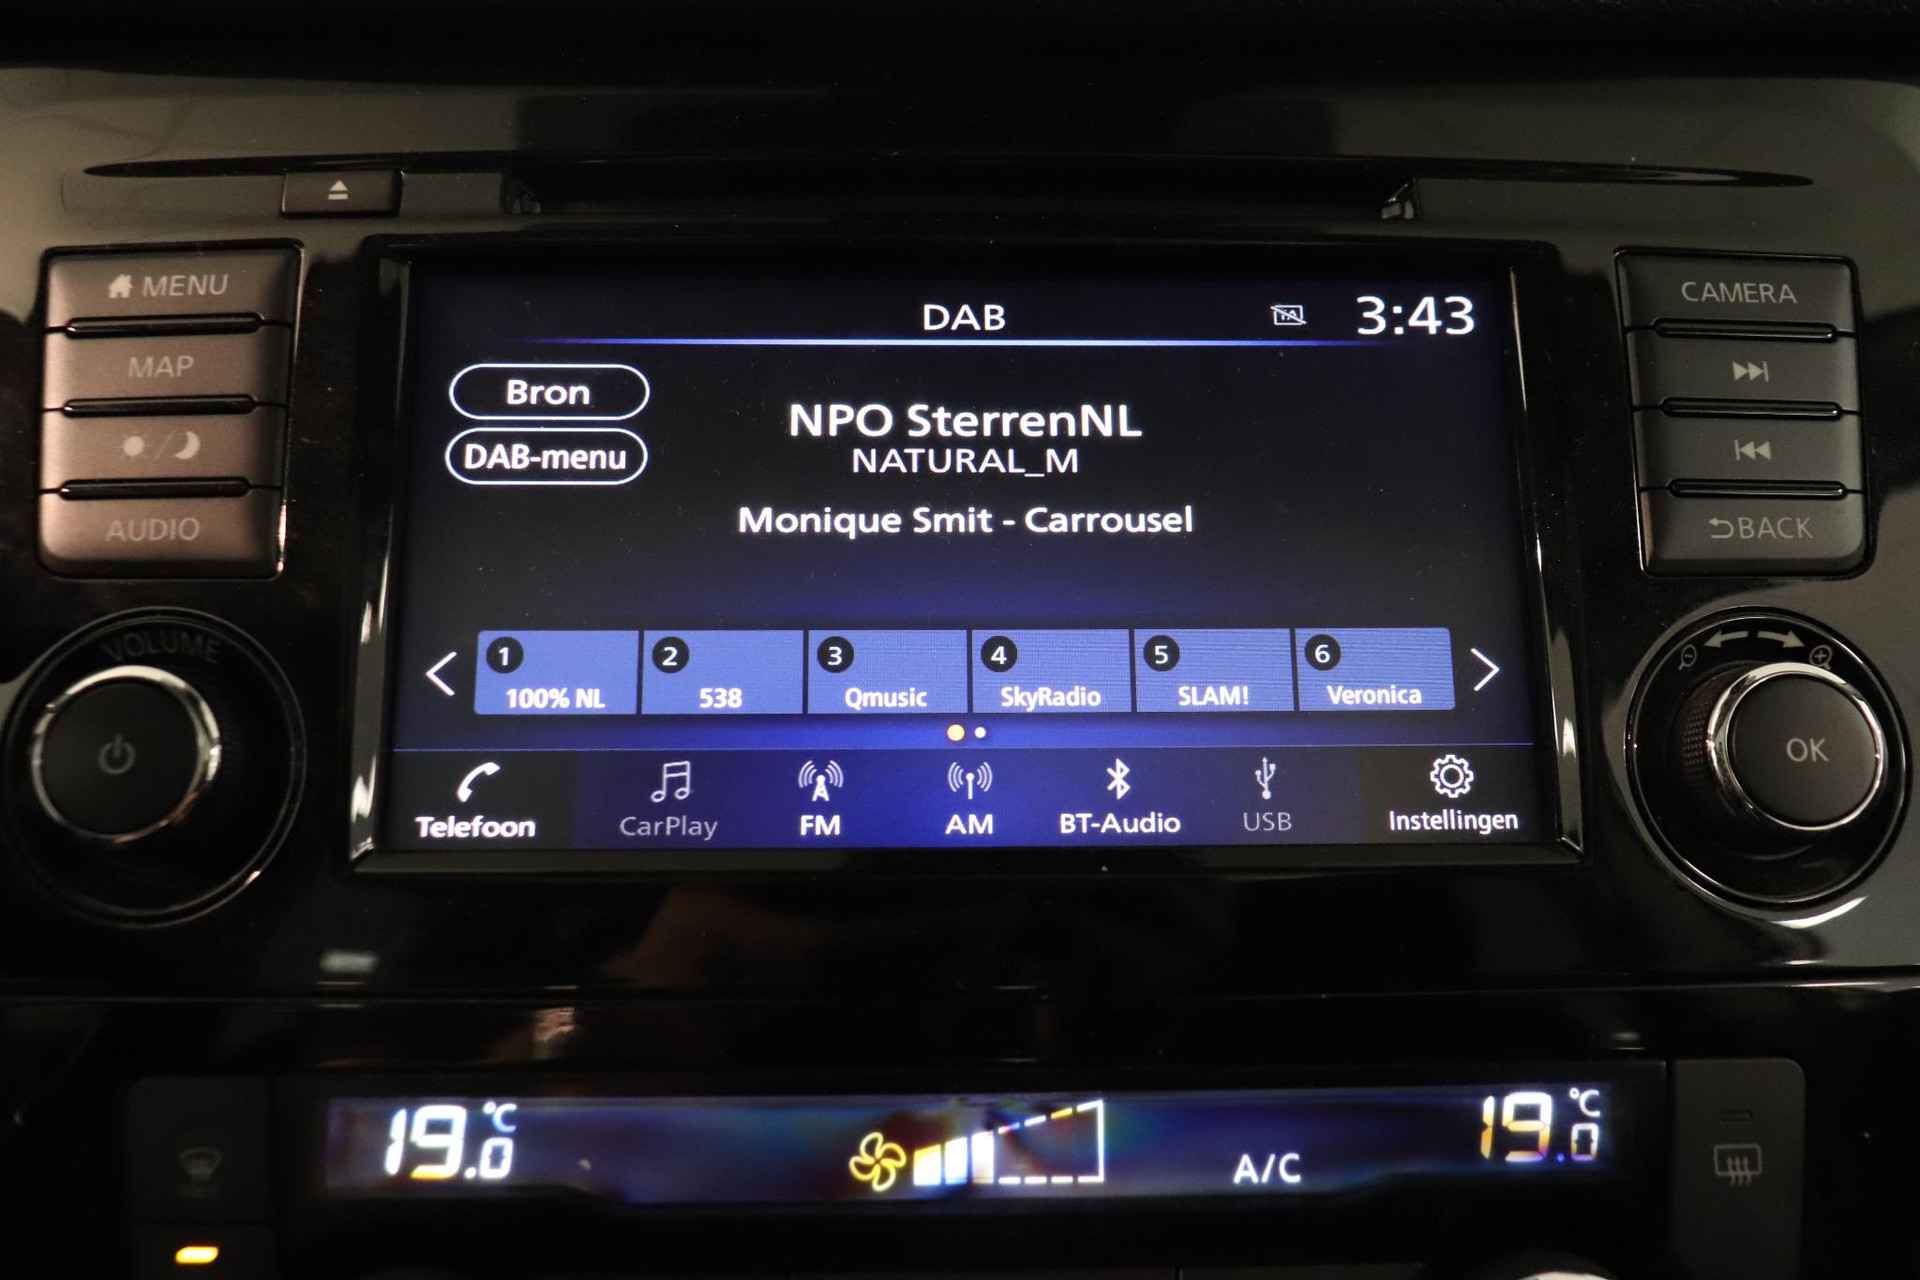 MENU
MAP
AUDIO
VOLUME
DAB
TA
3:43
Bron
DAB-menu
NPO SterrenNL
NATURAL_M
Monique Smit - Carrousel
1
100% NL
2
538
3
Qmusic
4
SkyRadio
5
SLAM!
6
Veronica
Telefoon
CarPlay
FM
AM
BT-Audio
USB
Instellingen
CAMERA
BACK
OK
19.0 °C
A/C
19.0 °C